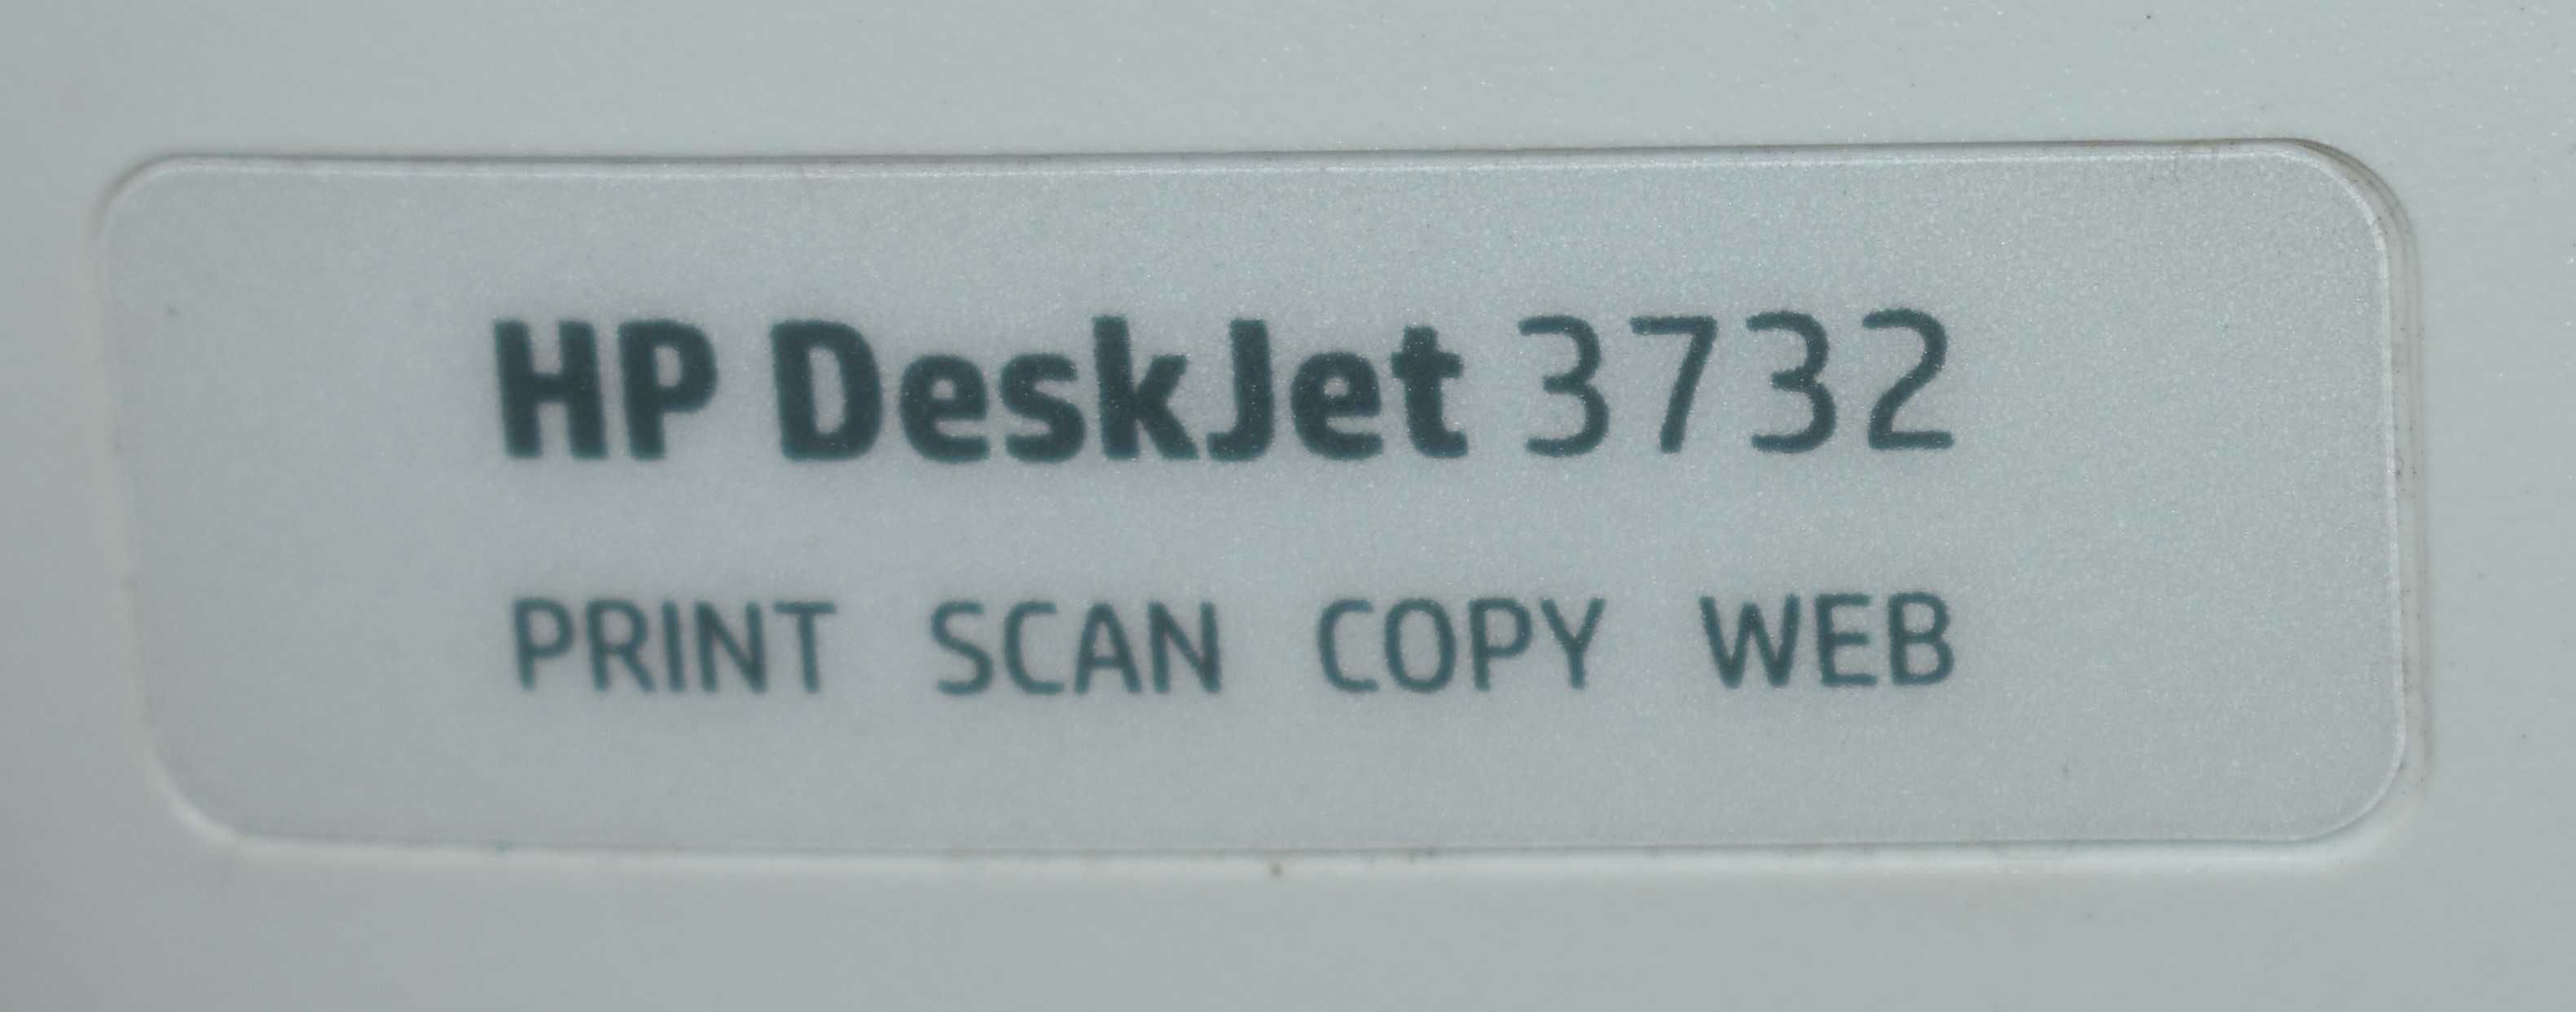 HP DeskJet 3732
PRINT SCAN COPY WEB